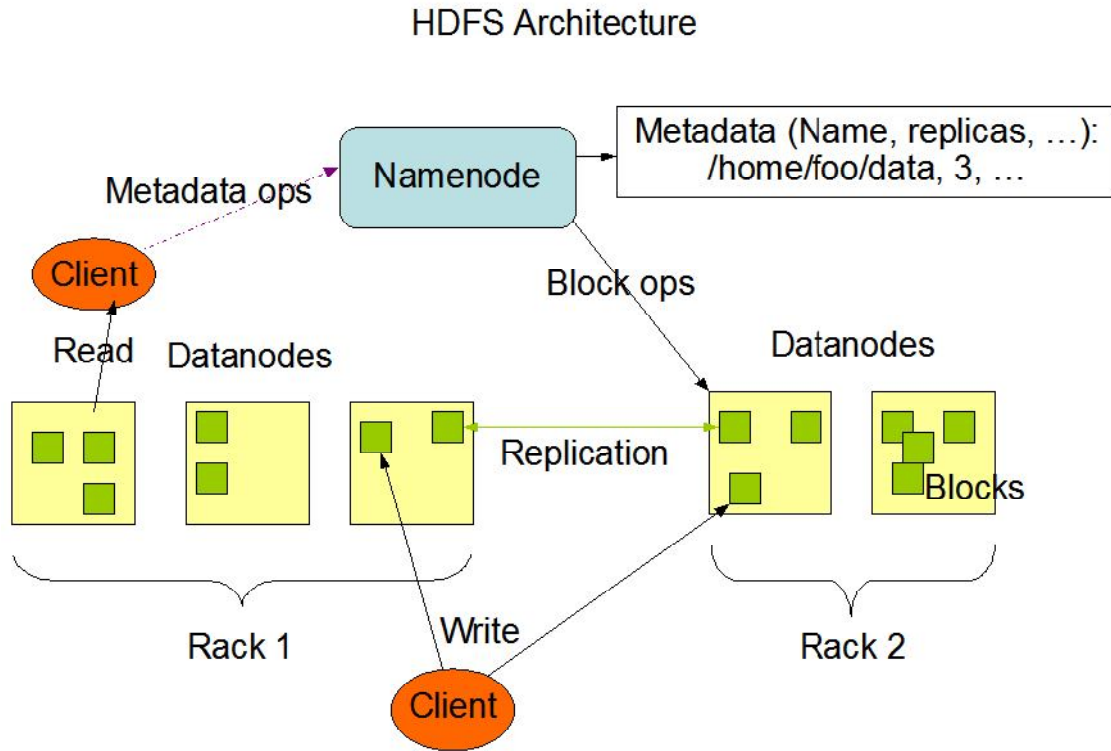 HDFS Architecture
Metadata (Name, replicas, …):
/home/foo/data, 3, …
Namenode
Metadata ops
Client
Block ops
Read
Datanodes
Datanodes
Replication
Blocks
Rack 1
Write
Rack 2
Client